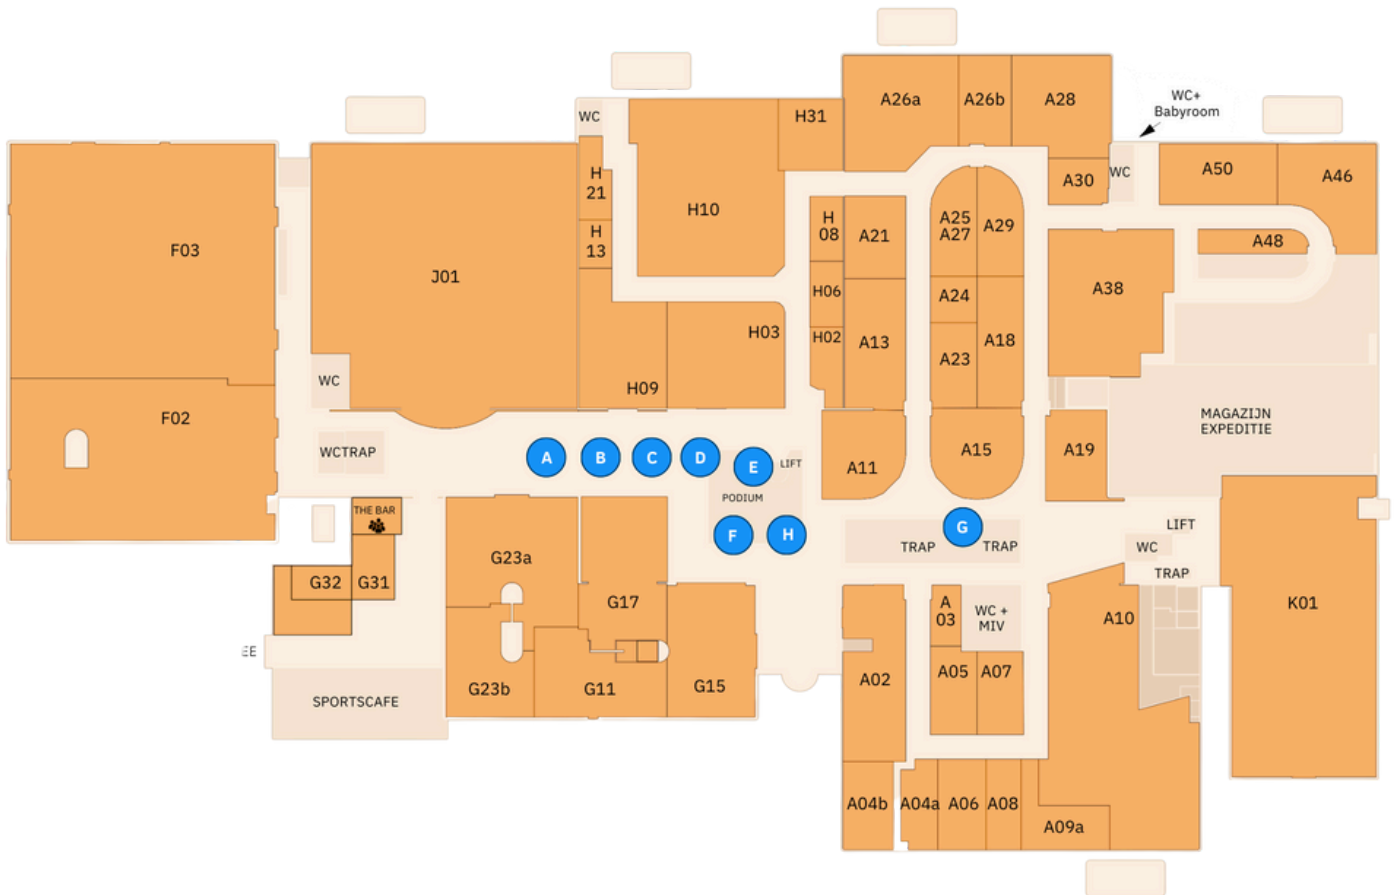 WC+
Babyroom
A26a
A26b
A28
WC
H31
F03
J01
H
21
H
13
H10
A30
WC
A50
A46
H
08
A21
A25
A27
A29
A48
H06
A24
A38
H02
A13
A23
A18
H03
WC
H09
F02
MAGAZIJN
EXPEDITIE
WCTRAP
A
B
C
D
E
LIFT
A11
A15
A19
PODIUM
THE BAR
F
H
G
TRAP
TRAP
LIFT
WC
TRAP
G23a
G32
G31
G17
A
03
WC +
MIV
A10
K01
EE
G23b
G11
G15
A02
A05
A07
SPORTSCAFE
A04b
A04a
A06
A08
A09a